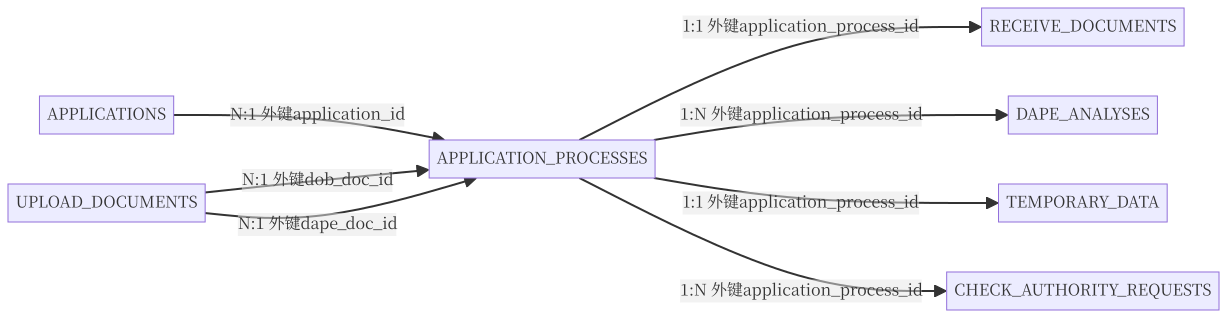 APPLICATIONS
N:1 外键application_id
UPLOAD_DOCUMENTS
N:1 外键dob_doc_id
N:1 外键dape_doc_id
APPLICATION_PROCESSES
1:1 外键application_process_id
RECEIVE_DOCUMENTS
1:N 外键application_process_id
DAPE_ANALYSES
1:1 外键application_process_id
TEMPORARY_DATA
1:N 外键application_process_id
CHECK_AUTHORITY_REQUESTS